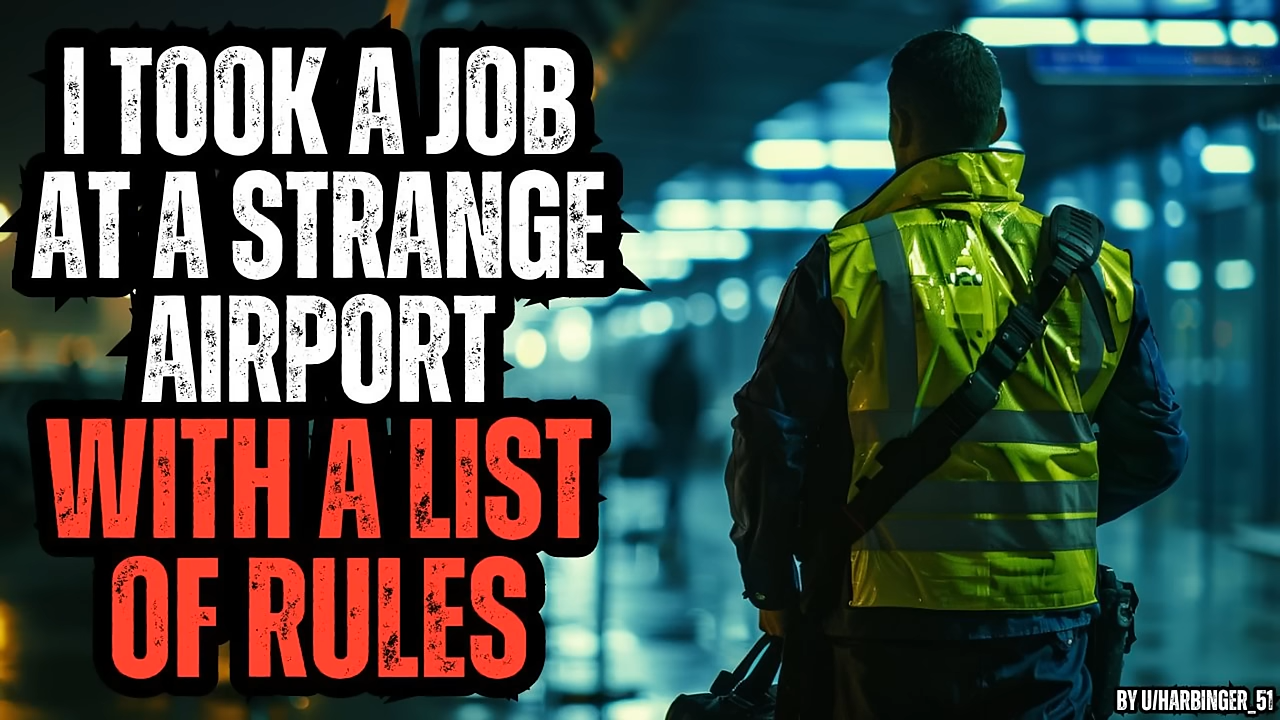 I TOOK A JOB
AT A STRANGE
AIRPORT
WITH A LIST
OF RULES
BY U/HARBINGER_51